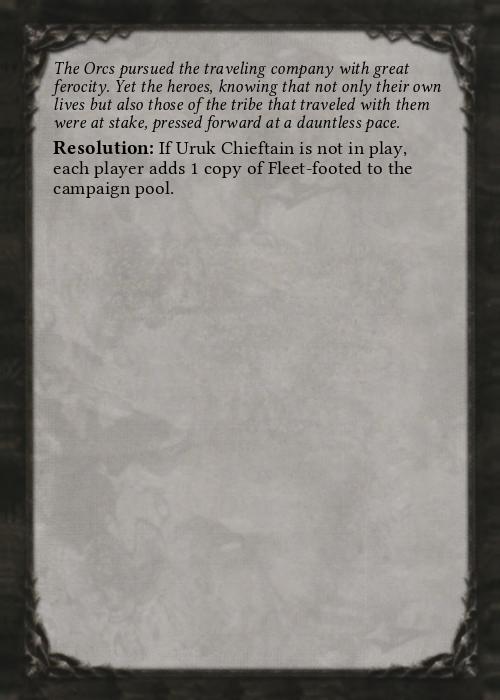 The Orcs pursued the traveling company with great
ferocity. Yet the heroes, knowing that not only their own
lives but also those of the tribe that traveled with them
were at stake, pressed forward at a dauntless pace.
Resolution: If Uruk Chieftain is not in play,
each player adds 1 copy of Fleet-footed to the
campaign pool.